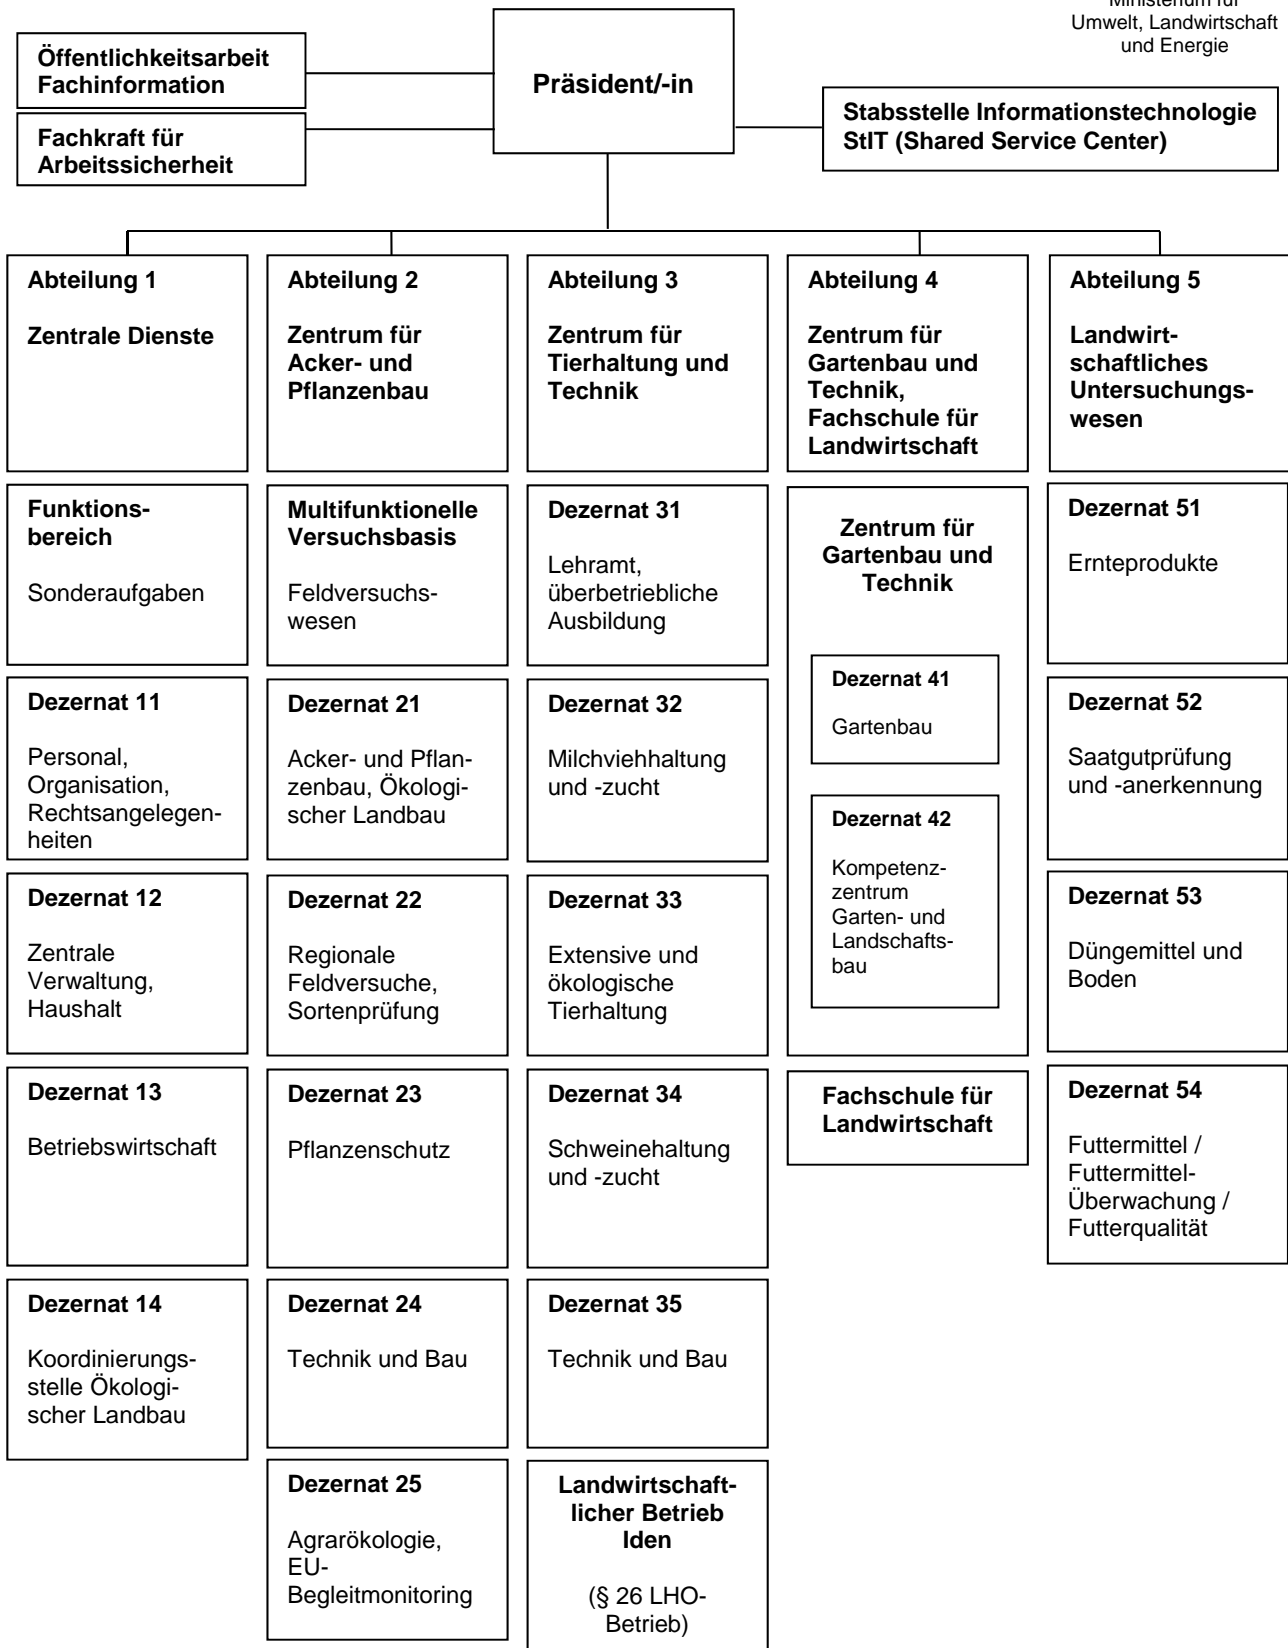 Ministerium für
Umwelt, Landwirtschaft
und Energie
Öffentlichkeitsarbeit
Fachinformation
Fachkraft für
Arbeitssicherheit
Präsident/-in
Stabsstelle Informationstechnologie
StIT (Shared Service Center)
Abteilung 1
Zentrale Dienste
Abteilung 2
Zentrum für
Acker- und
Pflanzenbau
Abteilung 3
Zentrum für
Tierhaltung und
Technik
Abteilung 4
Zentrum für
Gartenbau und
Technik,
Fachschule für
Landwirtschaft
Abteilung 5
Landwirt-
schaftliches
Untersuchungs-
wesen
Funktions-
bereich
Sonderaufgaben
Multifunktionelle
Versuchsbasis
Feldversuchs-
wesen
Dezernat 31
Lehramt,
überbetriebliche
Ausbildung
Zentrum für
Gartenbau und
Technik
Dezernat 51
Ernteprodukte
Dezernat 11
Personal,
Organisation,
Rechtsangelegen-
heiten
Dezernat 21
Acker- und Pflan-
zenbau, Ökologi-
scher Landbau
Dezernat 32
Milchviehhaltung
und -zucht
Dezernat 41
Gartenbau
Dezernat 52
Saatgutprüfung
und -anerkennung
Dezernat 12
Zentrale
Verwaltung,
Haushalt
Dezernat 22
Regionale
Feldversuche,
Sortenprüfung
Dezernat 33
Extensive und
ökologische
Tierhaltung
Dezernat 42
Kompetenz-
zentrum
Garten- und
Landschafts-
bau
Dezernat 53
Düngemittel und
Boden
Dezernat 13
Betriebswirtschaft
Dezernat 23
Pflanzenschutz
Dezernat 34
Schweinehaltung
und -zucht
Fachschule für
Landwirtschaft
Dezernat 54
Futtermittel /
Futtermittel-
Überwachung /
Futterqualität
Dezernat 14
Koordinierungs-
stelle Ökologi-
scher Landbau
Dezernat 24
Technik und Bau
Dezernat 35
Technik und Bau
Dezernat 25
Agrarökologie,
EU-
Begleitmonitoring
Landwirtschaft-
licher Betrieb
Iden
(§ 26 LHO-
Betrieb)